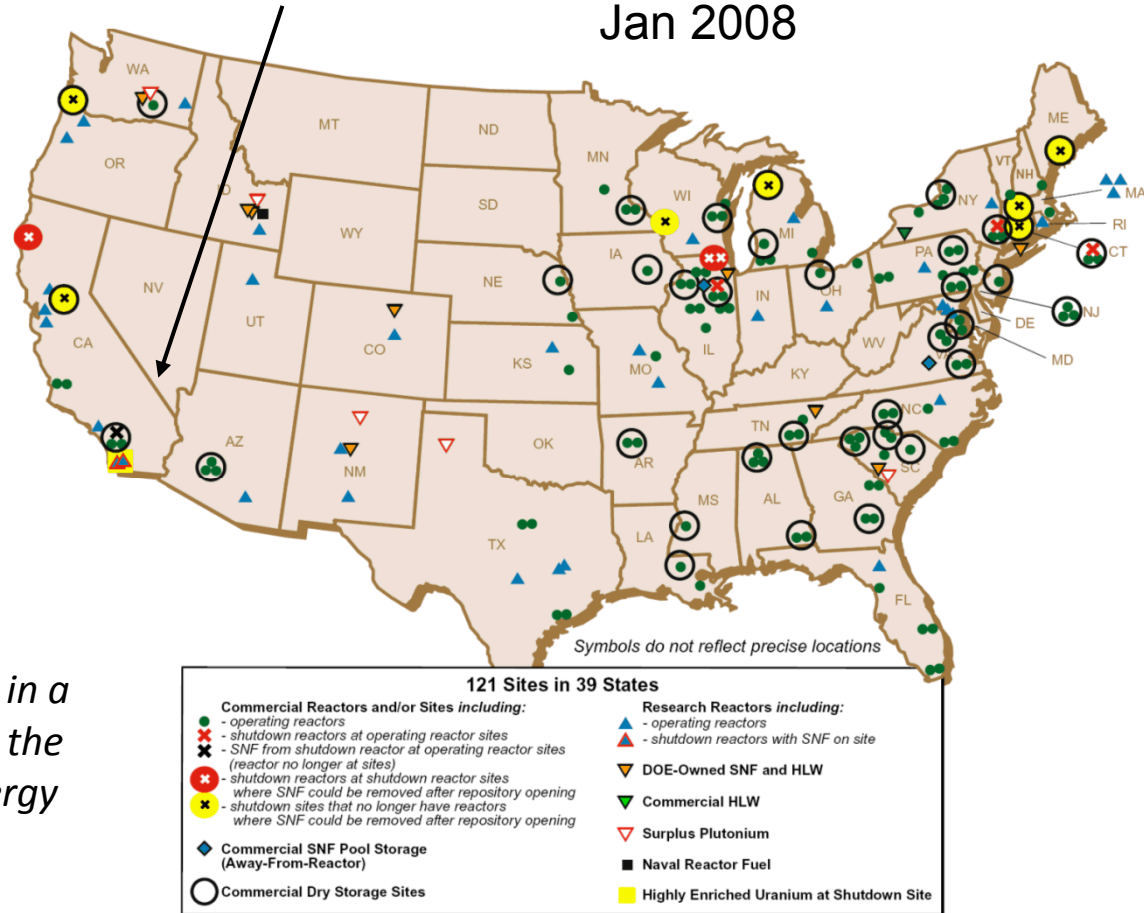 Jan 2008
WA
MT
ND
MN
ME
VT
NH
OR
ID
SD
WI
NY
MA
WY
MI
RI
CT
IA
PA
NE
NV
OH
NJ
UT
IL
IN
DE
CA
CO
WV
VA
MD
KS
MO
KY
NC
TN
AZ
OK
NM
AR
SC
MS
AL
GA
LA
TX
FL
Symbols do not reflect precise locations
in a
the
ergy
121 Sites in 39 States
Commercial Reactors and/or Sites including:
- operating reactors
- shutdown reactors at operating reactor sites
- SNF from shutdown reactor at operating reactor sites
(reactor no longer at sites)
- shutdown reactors at shutdown reactor sites
where SNF could be removed after repository opening
- shutdown sites that no longer have reactors
where SNF could be removed after repository opening
Commercial SNF Pool Storage
(Away-From-Reactor)
Commercial Dry Storage Sites
Research Reactors including:
- operating reactors
- shutdown reactors with SNF on site
DOE-Owned SNF and HLW
Commercial HLW
Surplus Plutonium
Naval Reactor Fuel
Highly Enriched Uranium at Shutdown Site